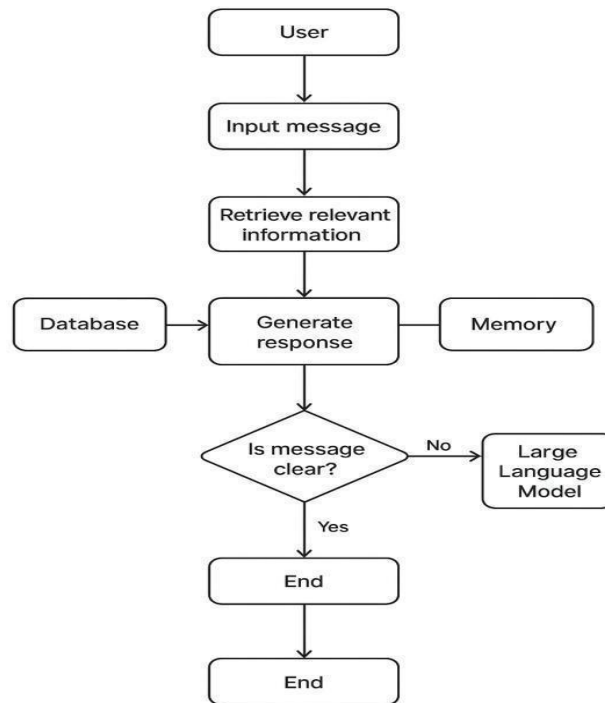 User
Input message
Retrieve relevant
information
Database
Generate
response
Memory
Is message
clear?
No
Large
Language
Model
Yes
End
End